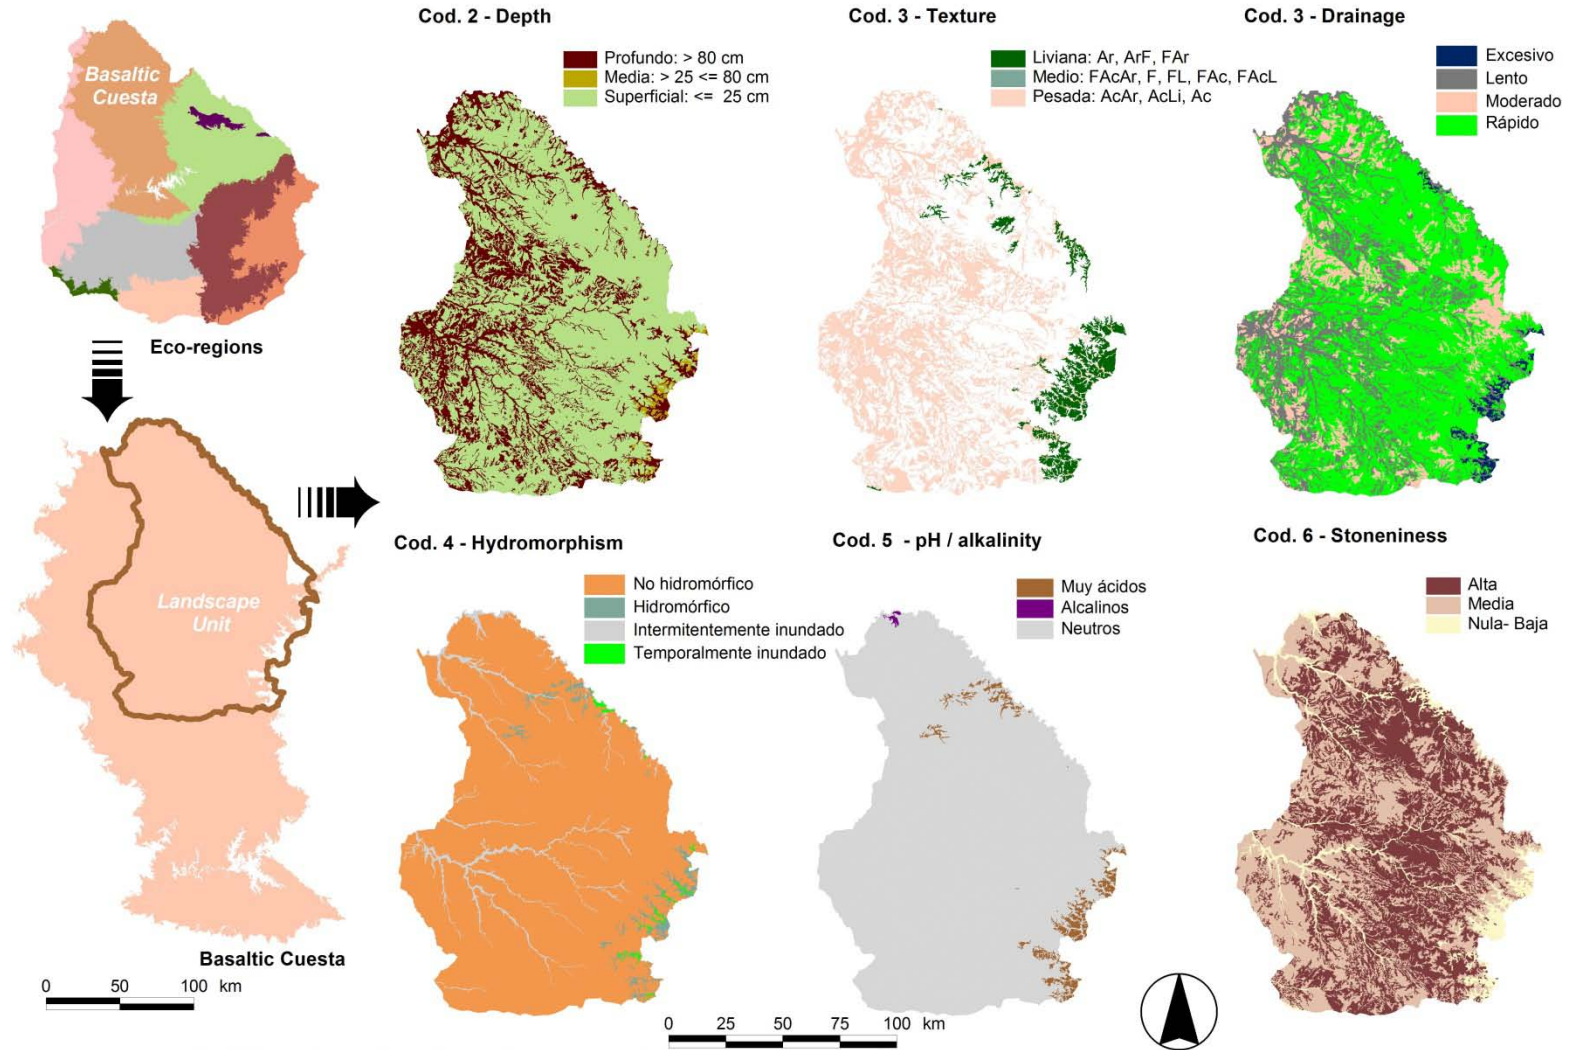 Basaltic
Cuesta
Eco-regions
Landscape
Unit
Basaltic Cuesta
0 50 100 km
Cod. 2 - Depth
Profundo: > 80 cm
Media: > 25 <= 80 cm
Superficial: <= 25 cm
Cod. 3 - Texture
Liviana: Ar, ArF, FAr
Medio: FAcAr, F, FL, FAc, FAcL
Pesada: AcAr, AcLi, Ac
Cod. 3 - Drainage
Excesivo
Lento
Moderado
Rápido
Cod. 4 - Hydromorphism
No hidromórfico
Hidromórfico
Intermitentemente inundado
Temporalmente inundado
Cod. 5 - pH / alkalinity
Muy ácidos
Alcalinos
Neutros
Cod. 6 - Stoneniness
Alta
Media
Nula- Baja
0 25 50 75 100 km